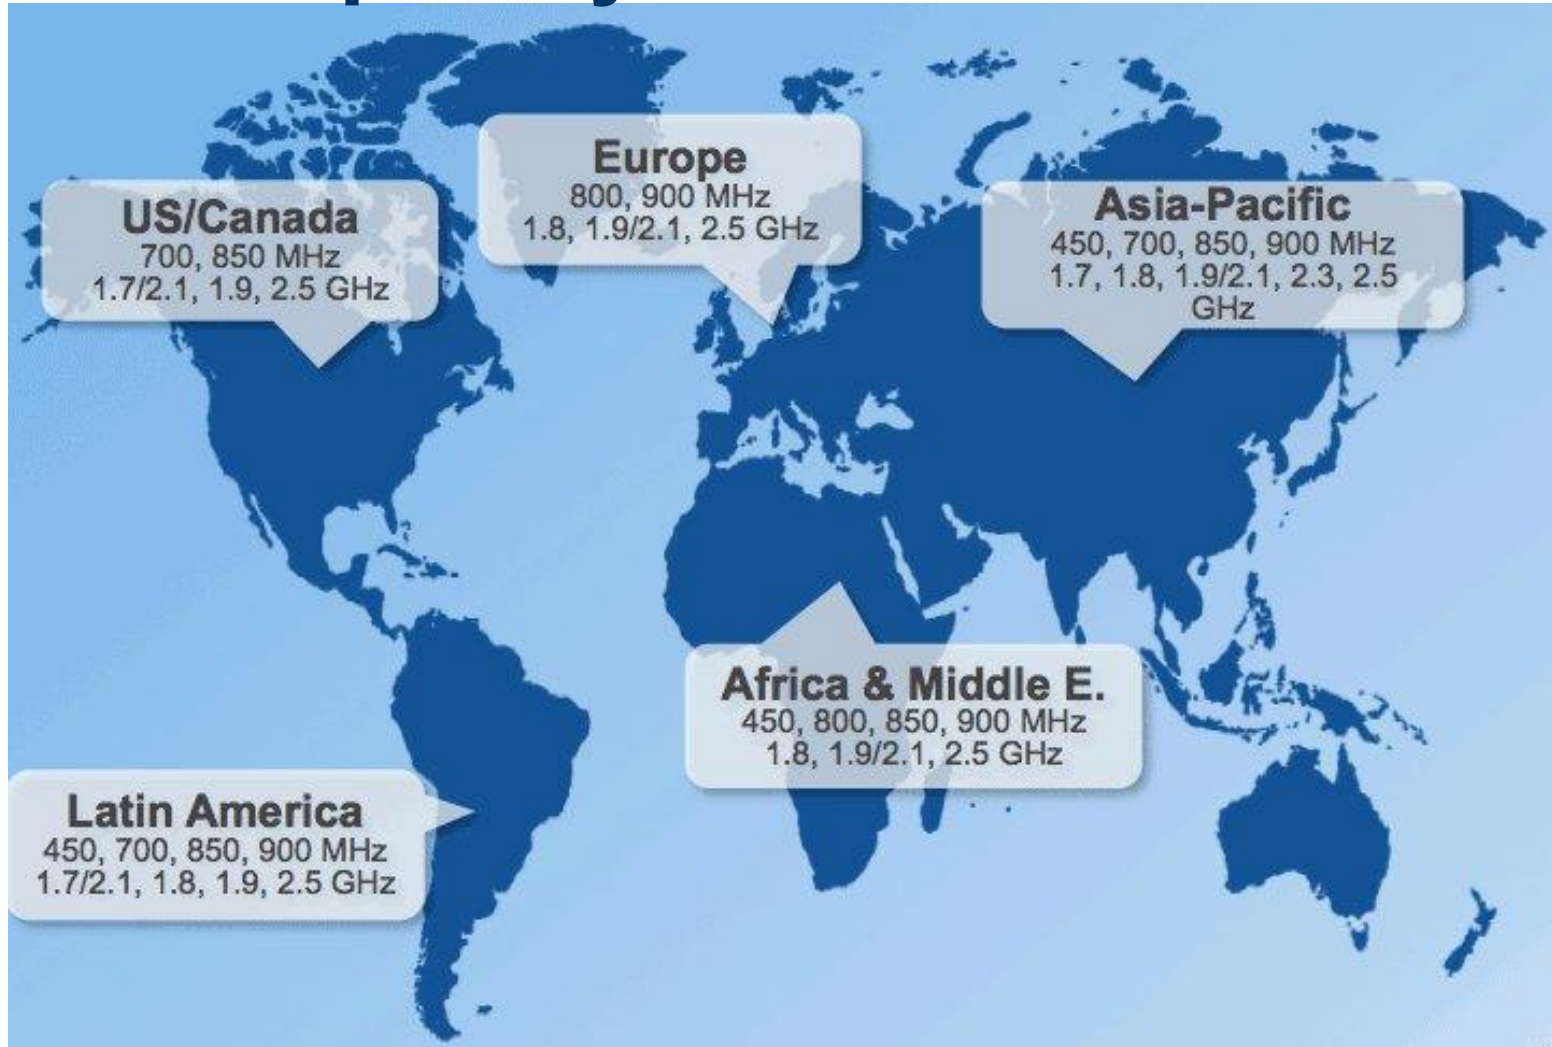 US/Canada
700, 850 MHz
1.7/2.1, 1.9, 2.5 GHz
Europe
800, 900 MHz
1.8, 1.9/2.1, 2.5 GHz
Asia-Pacific
450, 700, 850, 900 MHz
1.7, 1.8, 1.9/2.1, 2.3, 2.5
GHz
Africa & Middle E.
450, 800, 850, 900 MHz
1.8, 1.9/2.1, 2.5 GHz
Latin America
450, 700, 850, 900 MHz
1.7/2.1, 1.8, 1.9, 2.5 GHz